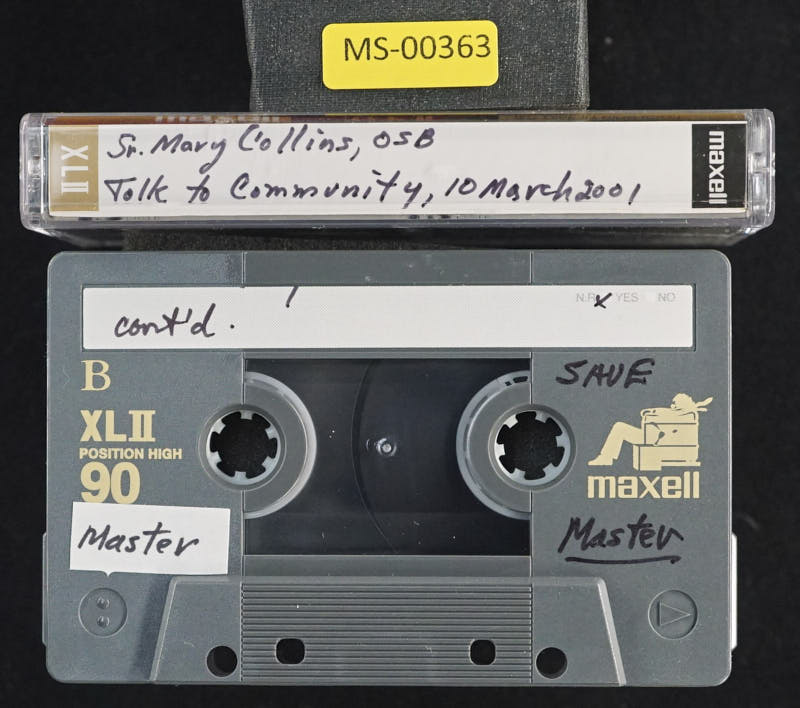 MS-00363
XLII
Sr. Mary Collins, OSB
Talk to Community, 10 March 2001
maxell
cont'd.
N.R. YES NO
B
SAVE
XLII
POSITION HIGH
90
maxell
Master
Master